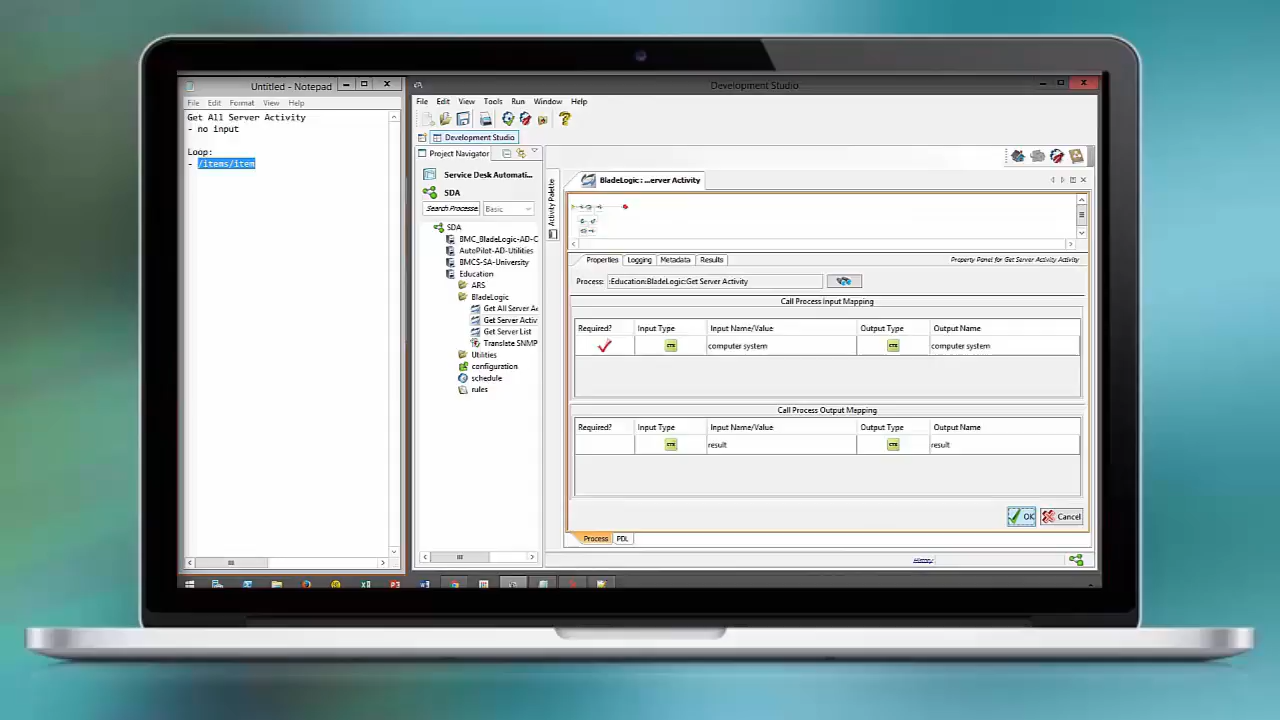 Untitled - Notepad
File Edit Format View Help
Get All Server Activity
- no input
Loop:
- /items/item
Development Studio
File Edit View Tools Run Window Help
Development Studio
Project Navigator
Service Desk Automati...
SDA
Search Processe Basic
SDA
BMC_BladeLogic-AD-C
AutoPilot-AD-Utilities
BMCS-SA-University
Education
ARS
BladeLogic
Get All Server Ac
Get Server Activ
Get Server List
Translate SNMP
Utilities
configuration
schedule
rules
Activity Palette
BladeLogic : ...erver Activity
Properties Logging Metadata Results
Property Panel for Get Server Activity Activity
Process: :Education:BladeLogic:Get Server Activity
Call Process Input Mapping
Required? Input Type Input Name/Value Output Type Output Name
computer system computer system
Call Process Output Mapping
Required? Input Type Input Name/Value Output Type Output Name
result result
OK Cancel
Process PDL
History